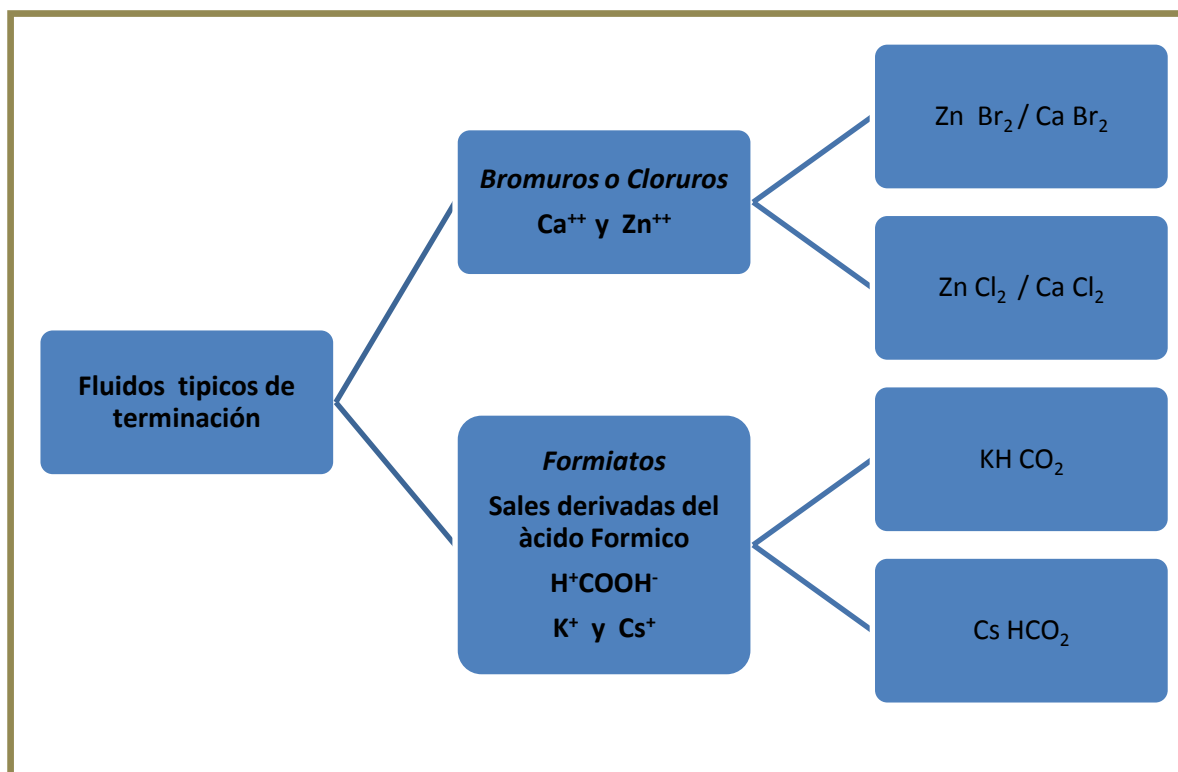 Fluidos tipicos de
terminación
Bromuros o Cloruros
Ca⁺⁺ y Zn⁺⁺
Zn Br₂ / Ca Br₂
Zn Cl₂ / Ca Cl₂
Formiatos
Sales derivadas del
àcido Formico
H⁺COOH⁻
K⁺ y Cs⁺
KH CO₂
Cs HCO₂